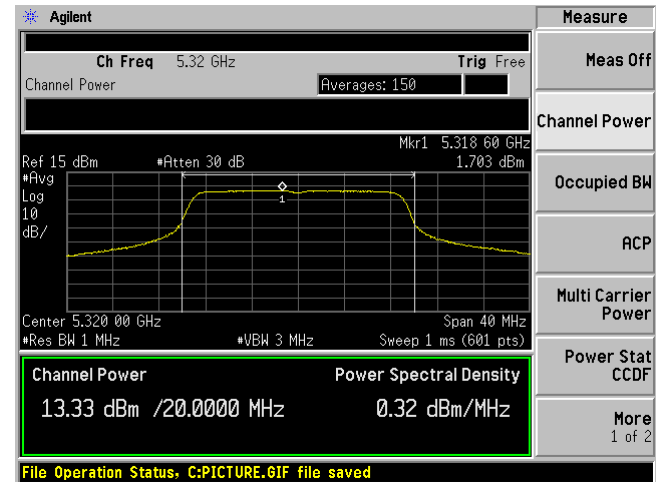 Agilent
Measure
Ch Freq 5.32 GHz Trig Free
Channel Power Averages: 150
Mkr1 5.318 60 GHz
Ref 15 dBm #Atten 30 dB 1.703 dBm
#Avg
Log
10
dB/
1
Center 5.320 00 GHz Span 40 MHz
#Res BW 1 MHz #VBW 3 MHz Sweep 1 ms (601 pts)
Channel Power Power Spectral Density
13.33 dBm /20.0000 MHz 0.32 dBm/MHz
File Operation Status, C:PICTURE.GIF file saved
Meas Off
Channel Power
Occupied BW
ACP
Multi Carrier
Power
Power Stat
CCDF
More
1 of 2